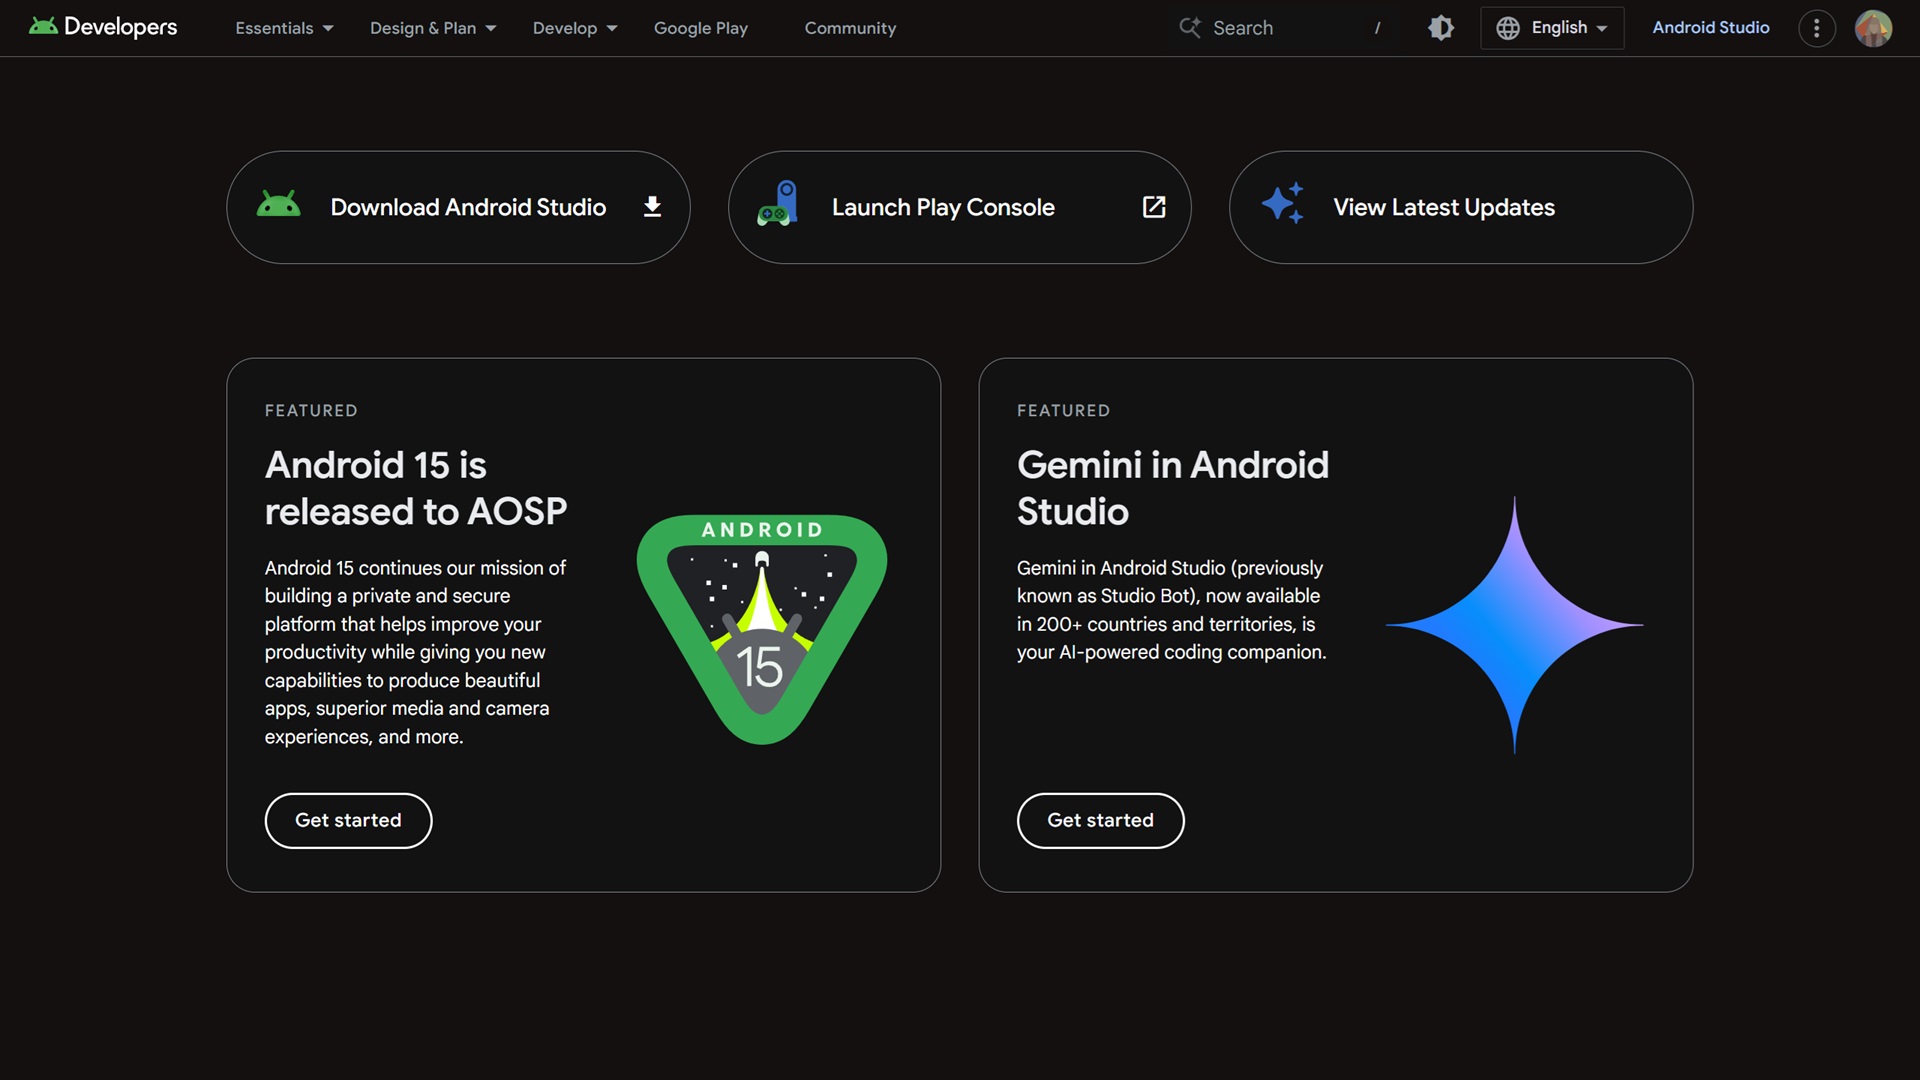 Developers
Essentials
Design & Plan
Develop
Google Play
Community
Search
/
English
Android Studio
Download Android Studio
Launch Play Console
View Latest Updates
FEATURED
Android 15 is
released to AOSP
Android 15 continues our mission of
building a private and secure
platform that helps improve your
productivity while giving you new
capabilities to produce beautiful
apps, superior media and camera
experiences, and more.
Get started
ANDROID
15
FEATURED
Gemini in Android
Studio
Gemini in Android Studio (previously
known as Studio Bot), now available
in 200+ countries and territories, is
your AI-powered coding companion.
Get started